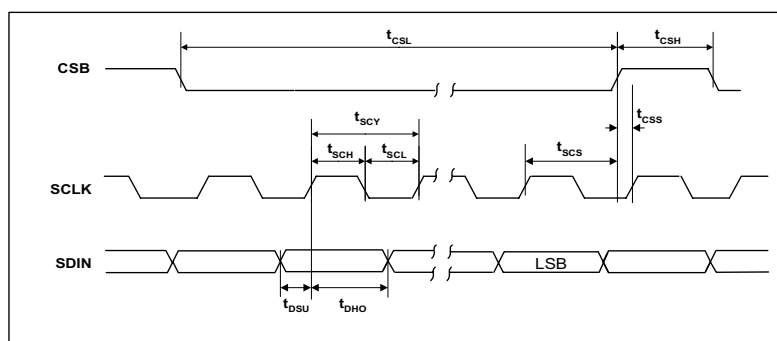 tCSL
tCSH
CSB
tCSS
tSCY
tSCH
tSCL
tSCS
SCLK
SDIN
LSB
tDSU
tDHO